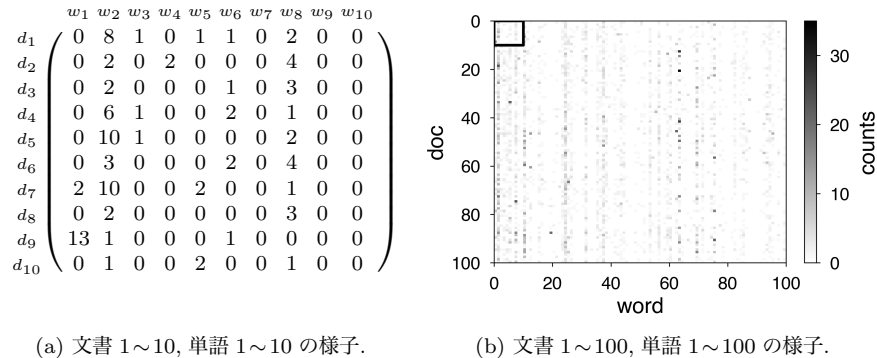 w1 w2 w3 w4 w5 w6 w7 w8 w9 w10
d1 0 8 1 0 1 1 0 2 0 0
d2 0 2 0 2 0 0 0 4 0 0
d3 0 2 0 0 0 1 0 3 0 0
d4 0 6 1 0 0 2 0 1 0 0
d5 0 10 1 0 0 0 0 2 0 0
d6 0 3 0 0 0 2 0 4 0 0
d7 2 10 0 0 2 0 0 1 0 0
d8 0 2 0 0 0 0 0 3 0 0
d9 13 1 0 0 0 1 0 0 0 0
d10 0 1 0 0 2 0 0 1 0 0
(a) 文書 1~10, 単語 1~10 の様子.
0
20
40
60
80
100
doc
0 20 40 60 80 100
word
30
20
10
0
counts
(b) 文書 1~100, 単語 1~100 の様子.